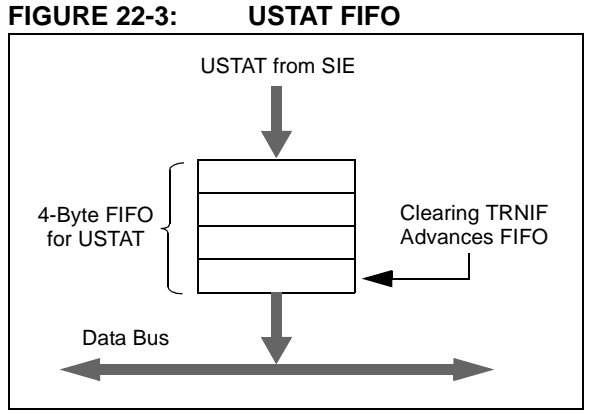 FIGURE 22-3: USTAT FIFO
USTAT from SIE
4-Byte FIFO
for USTAT
Clearing TRNIF
Advances FIFO
Data Bus